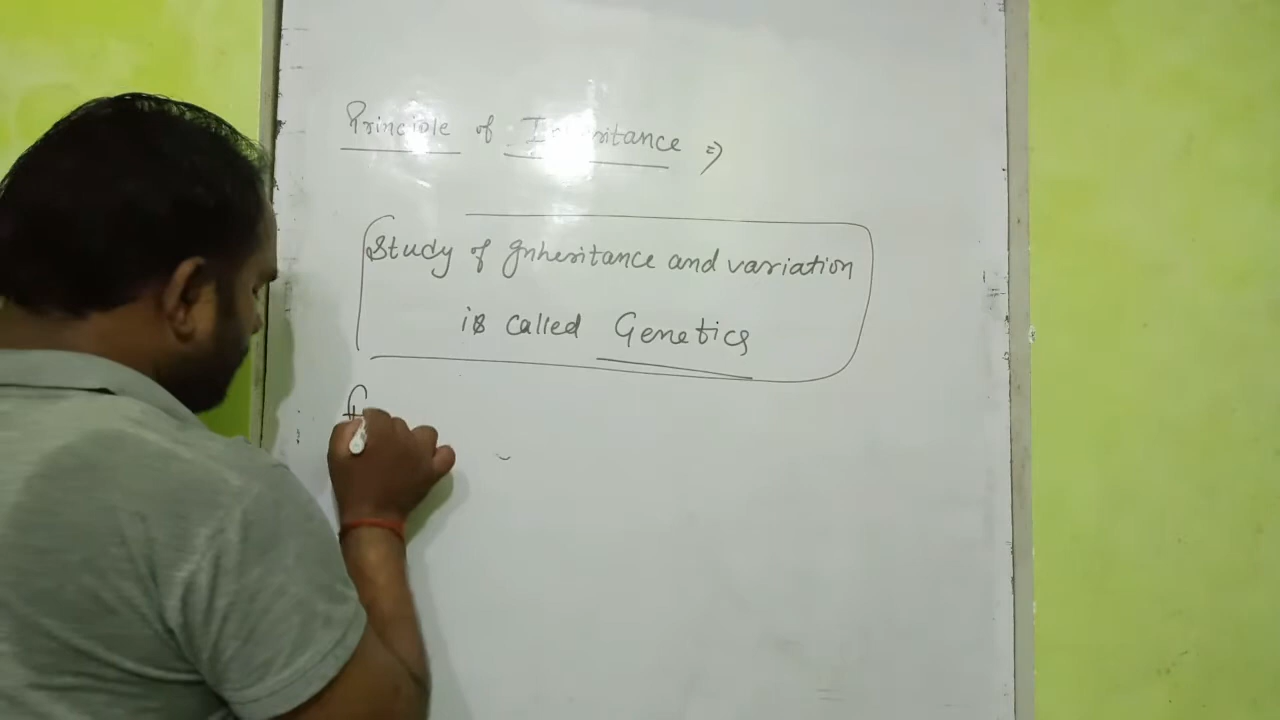 Principle of Inheritance ⇒
Study of Inheritance and variation
is called Genetics